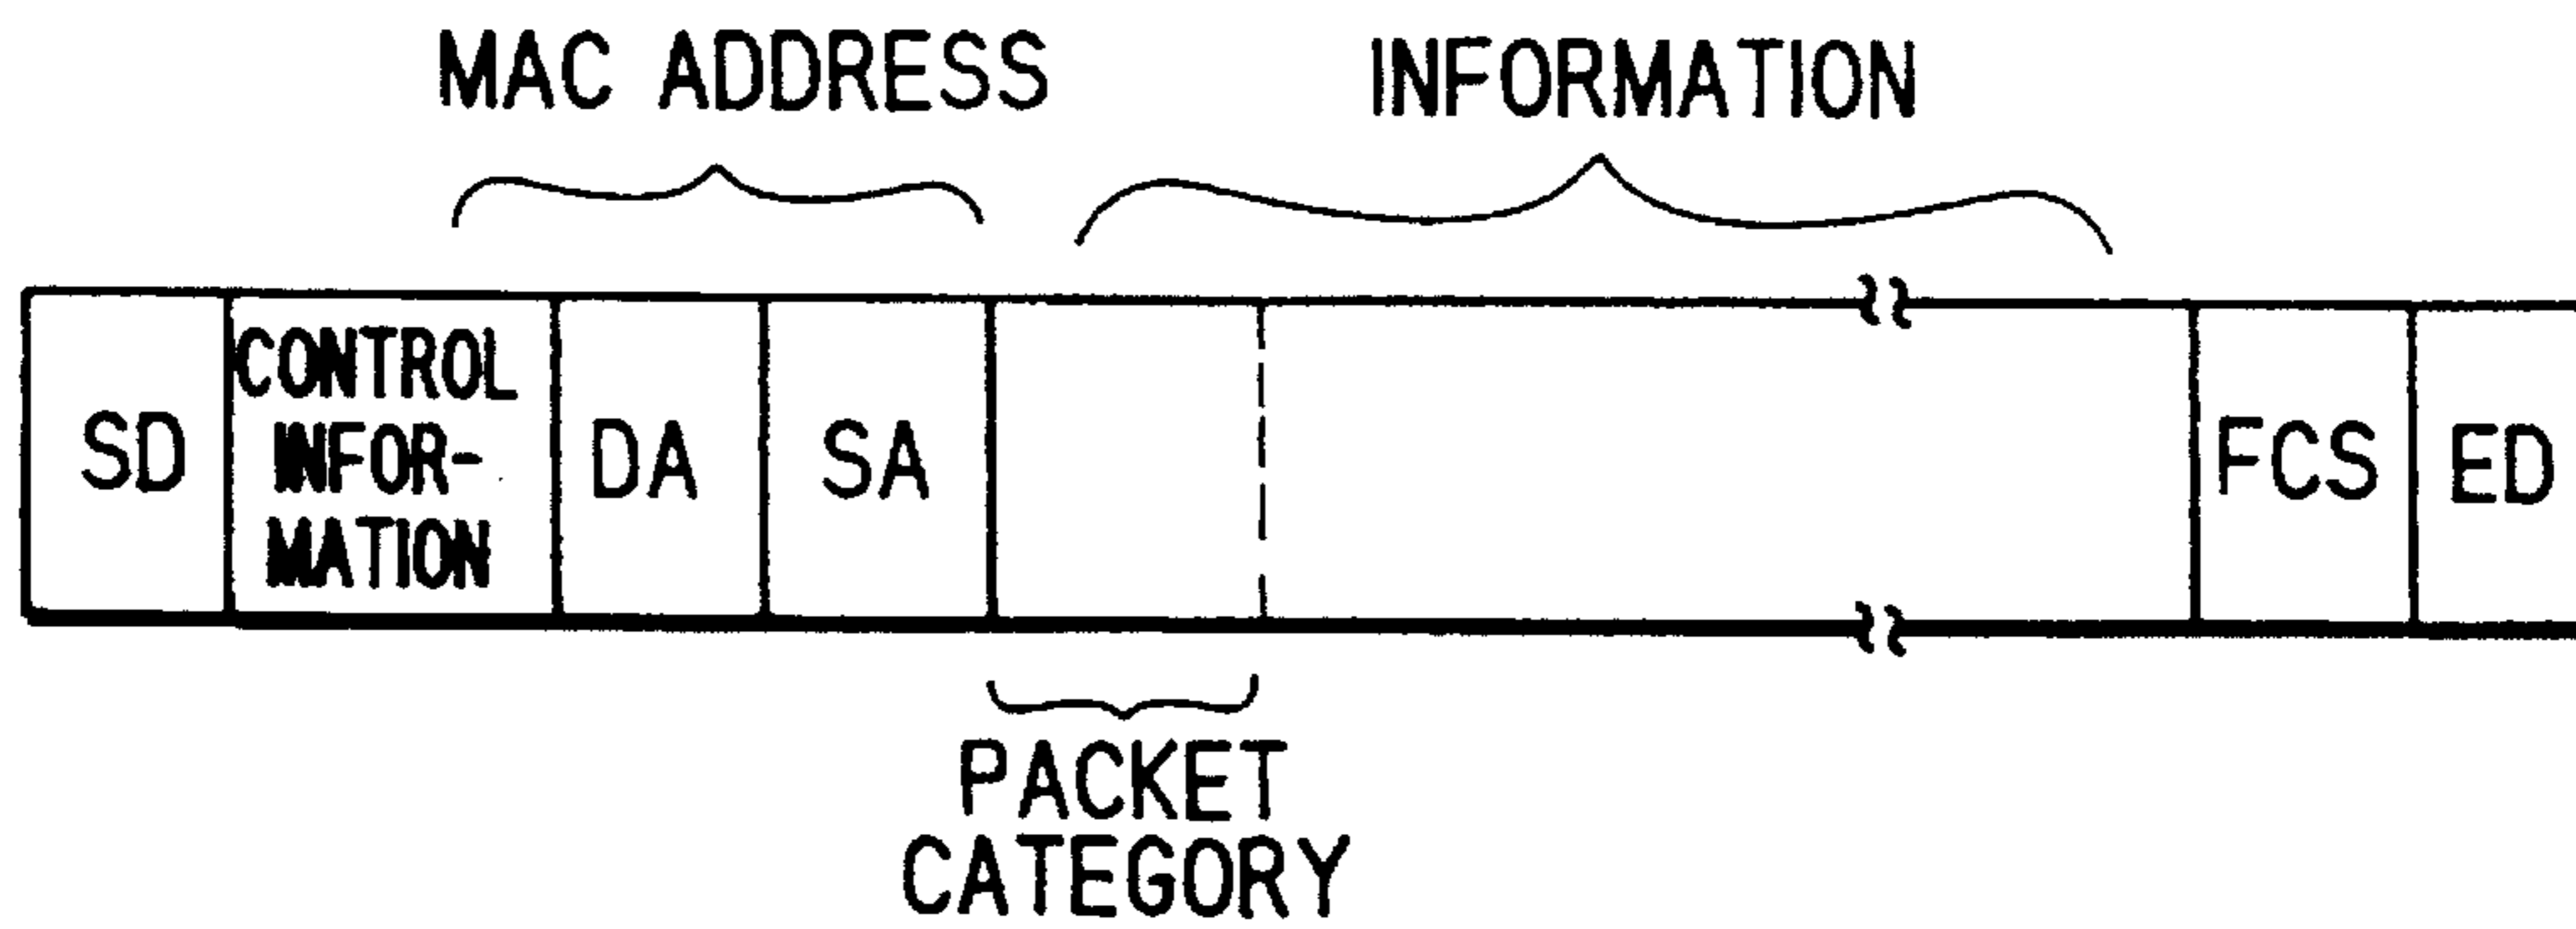 MAC ADDRESS
INFORMATION
SD
CONTROL
INFOR-
MATION
DA
SA
FCS
ED
PACKET
CATEGORY